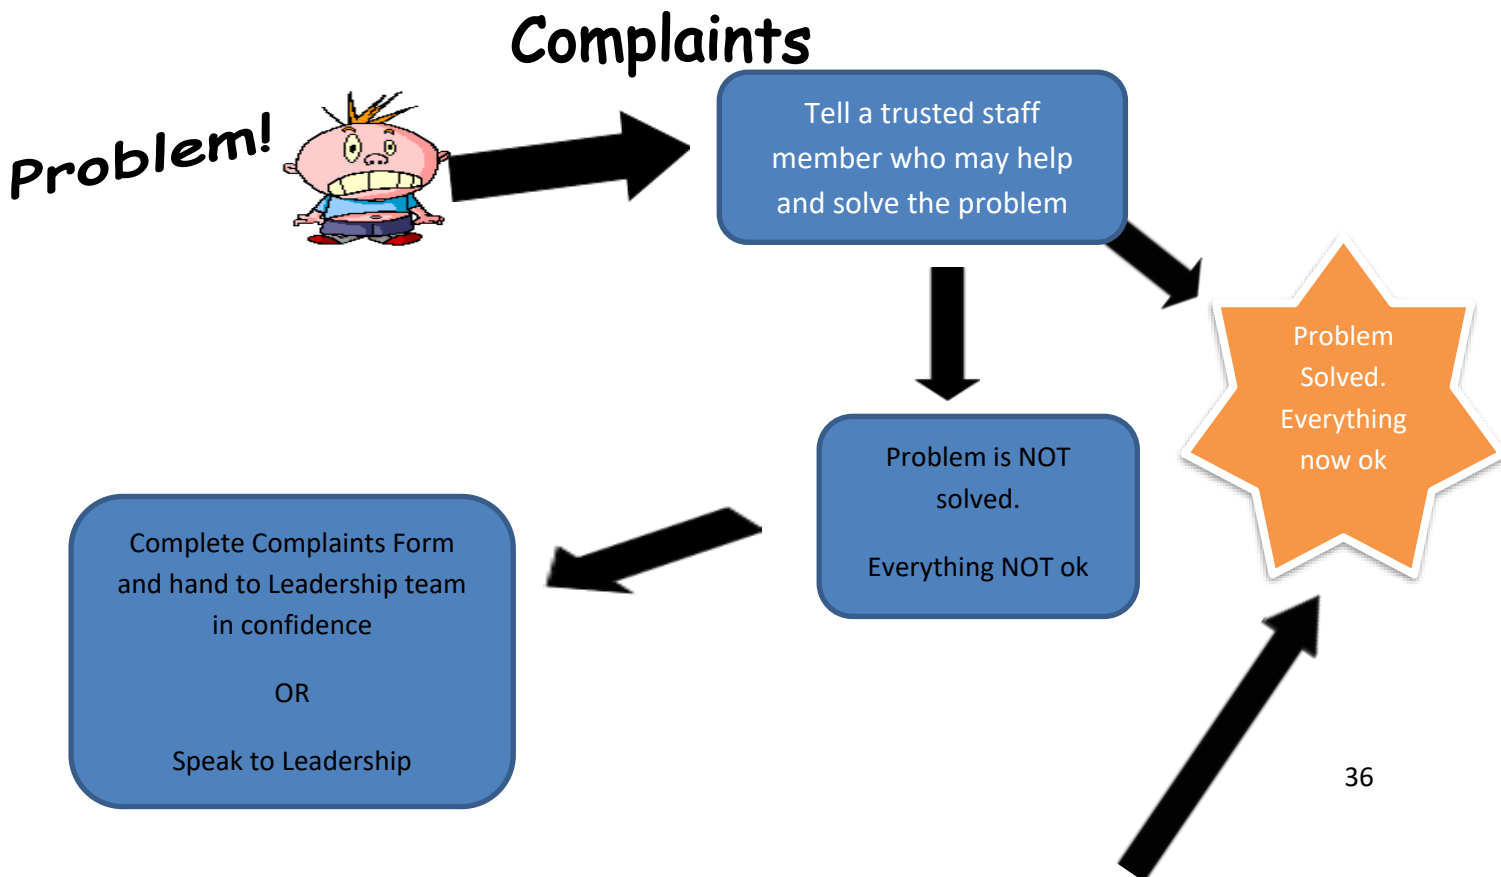 Complaints
Problem!
Tell a trusted staff
member who may help
and solve the problem
Problem
Solved.
Everything
now ok
Problem is NOT
solved.
Everything NOT ok
Complete Complaints Form
and hand to Leadership team
in confidence
OR
Speak to Leadership
36